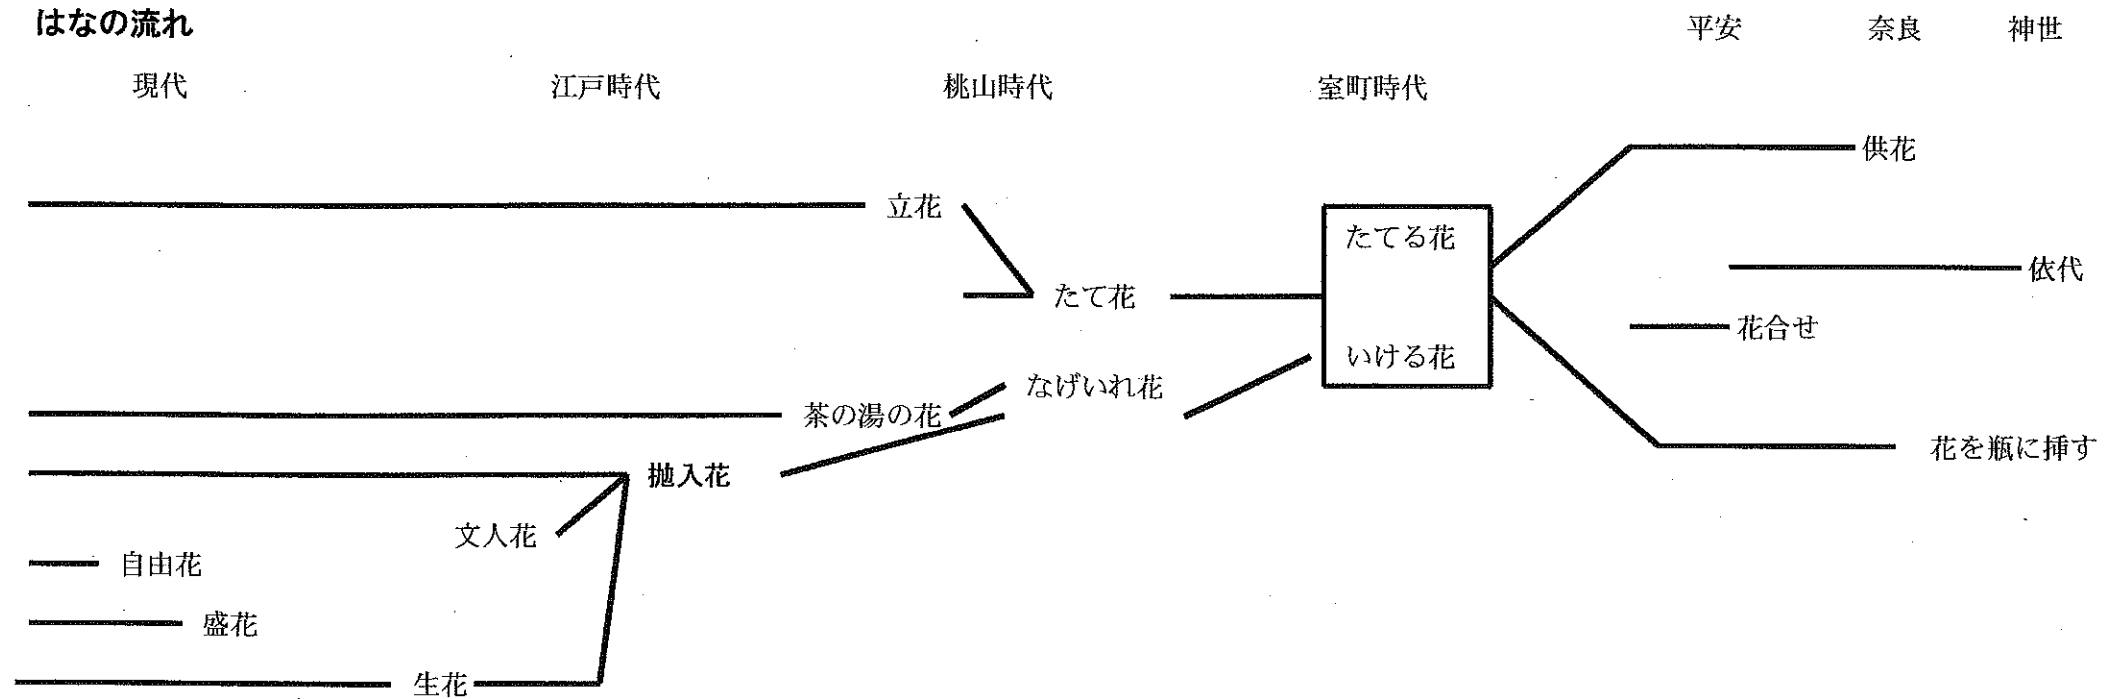 はなの流れ
平安 奈良 神世
現代 江戸時代 桃山時代 室町時代
供花
立花
たてる花
依代
たて花
花合せ
いける花
なげいれ花
茶の湯の花
花を瓶に挿す
抛入花
文人花
自由花
盛花
生花